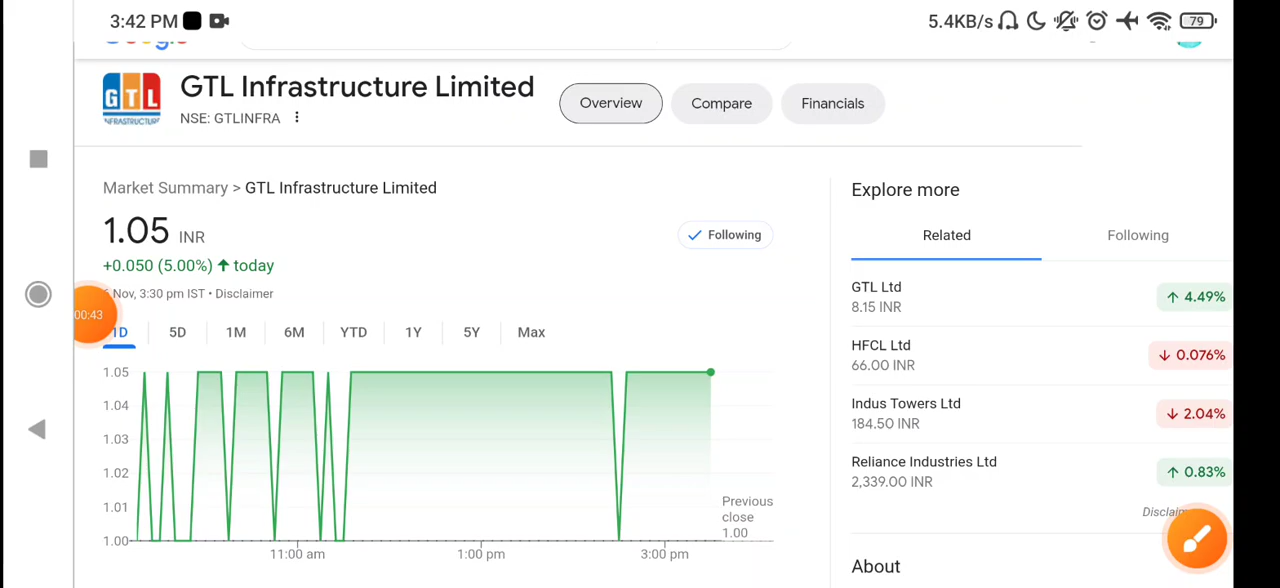 3:42 PM
5.4KB/s
79
GTL
INFRASTRUCTURE
GTL Infrastructure Limited
NSE: GTLINFRA
Overview
Compare
Financials
Market Summary > GTL Infrastructure Limited
1.05 INR
Following
+0.050 (5.00%) ↑ today
Nov, 3:30 pm IST • Disclaimer
00:43
1D
5D
1M
6M
YTD
1Y
5Y
Max
1.05
1.04
1.03
1.02
1.01
1.00
11:00 am
1:00 pm
3:00 pm
Previous
close
1.00
Explore more
Related
Following
GTL Ltd
8.15 INR
↑ 4.49%
HFCL Ltd
66.00 INR
↓ 0.076%
Indus Towers Ltd
184.50 INR
↓ 2.04%
Reliance Industries Ltd
2,339.00 INR
↑ 0.83%
Disclaim
About